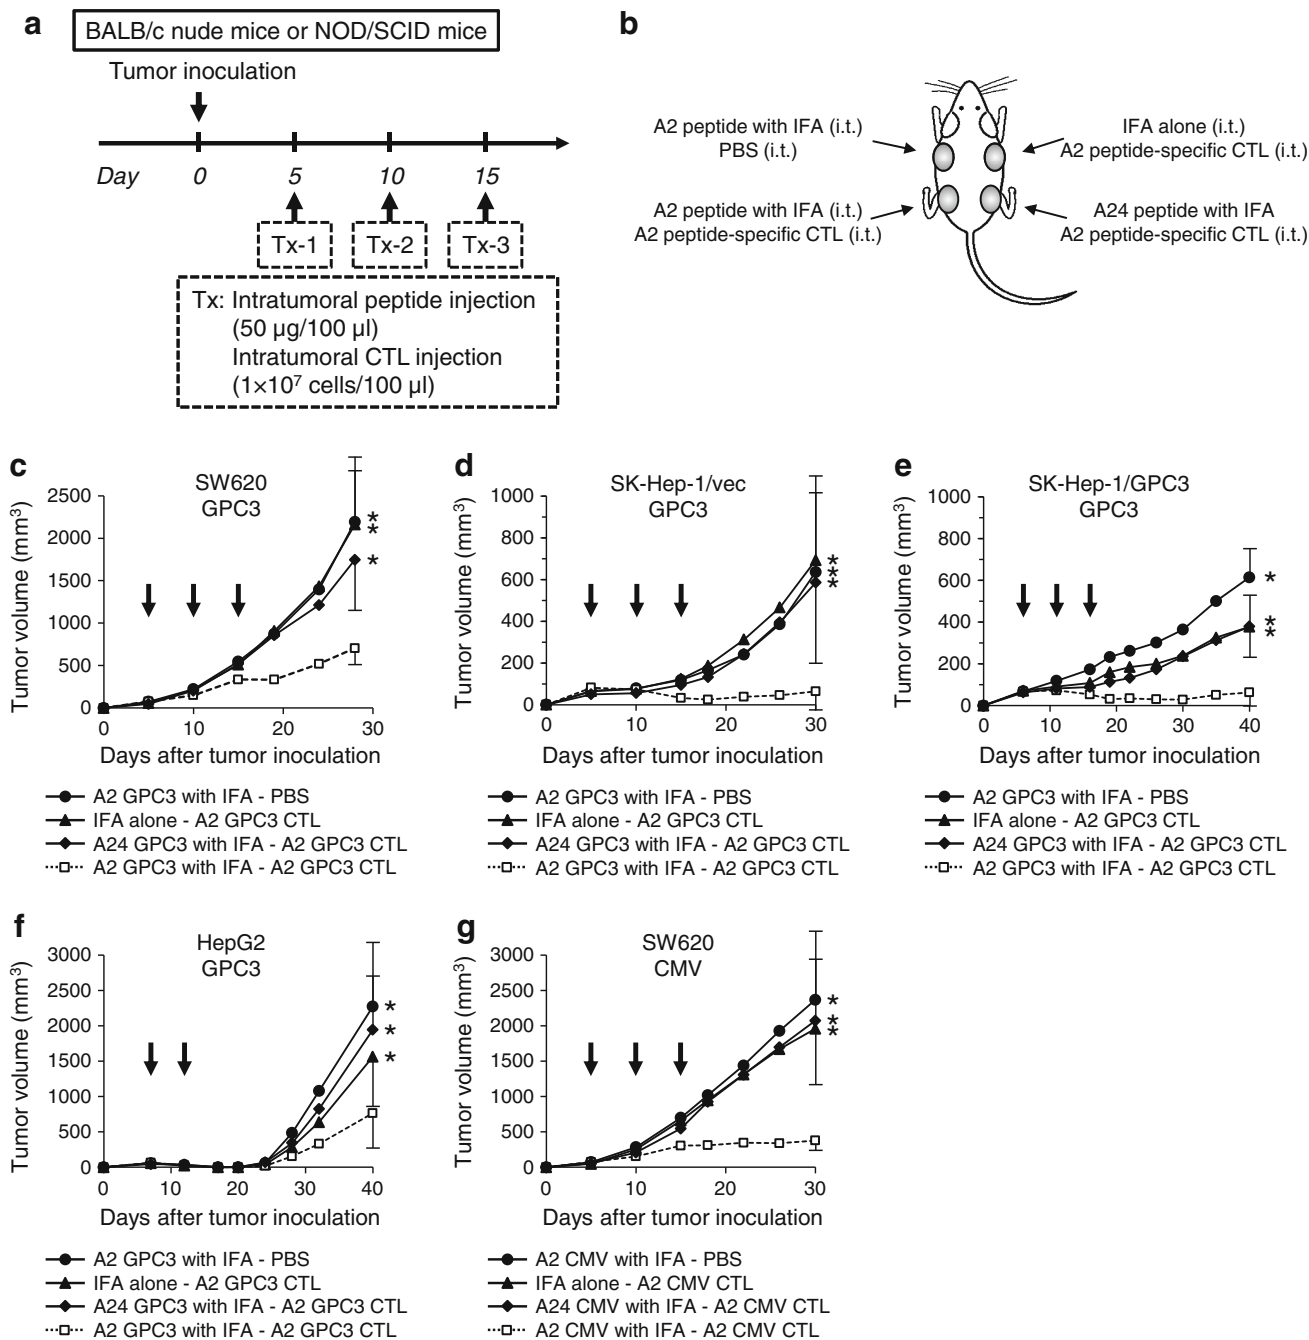 a
BALB/c nude mice or NOD/SCID mice
Tumor inoculation
Day 0 5 10 15
Tx-1 Tx-2 Tx-3
Tx: Intratumoral peptide injection
(50 μg/100 μl)
Intratumoral CTL injection
(1×10⁷ cells/100 μl)
b
A2 peptide with IFA (i.t.)
PBS (i.t.)
IFA alone (i.t.)
A2 peptide-specific CTL (i.t.)
A2 peptide with IFA (i.t.)
A2 peptide-specific CTL (i.t.)
A24 peptide with IFA
A2 peptide-specific CTL (i.t.)
c
SW620
GPC3
Tumor volume (mm³)
2500
2000
1500
1000
500
0
* * *
0 10 20 30
Days after tumor inoculation
A2 GPC3 with IFA - PBS
IFA alone - A2 GPC3 CTL
A24 GPC3 with IFA - A2 GPC3 CTL
A2 GPC3 with IFA - A2 GPC3 CTL
d
SK-Hep-1/vec
GPC3
Tumor volume (mm³)
1000
800
600
400
200
0
* * *
0 10 20 30
Days after tumor inoculation
A2 GPC3 with IFA - PBS
IFA alone - A2 GPC3 CTL
A24 GPC3 with IFA - A2 GPC3 CTL
A2 GPC3 with IFA - A2 GPC3 CTL
e
SK-Hep-1/GPC3
GPC3
Tumor volume (mm³)
1000
800
600
400
200
0
* * *
0 10 20 30 40
Days after tumor inoculation
A2 GPC3 with IFA - PBS
IFA alone - A2 GPC3 CTL
A24 GPC3 with IFA - A2 GPC3 CTL
A2 GPC3 with IFA - A2 GPC3 CTL
f
HepG2
GPC3
Tumor volume (mm³)
3000
2500
2000
1500
1000
500
0
* * *
0 10 20 30 40
Days after tumor inoculation
A2 GPC3 with IFA - PBS
IFA alone - A2 GPC3 CTL
A24 GPC3 with IFA - A2 GPC3 CTL
A2 GPC3 with IFA - A2 GPC3 CTL
g
SW620
CMV
Tumor volume (mm³)
3000
2500
2000
1500
1000
500
0
* * *
0 10 20 30
Days after tumor inoculation
A2 CMV with IFA - PBS
IFA alone - A2 CMV CTL
A24 CMV with IFA - A2 CMV CTL
A2 CMV with IFA - A2 CMV CTL